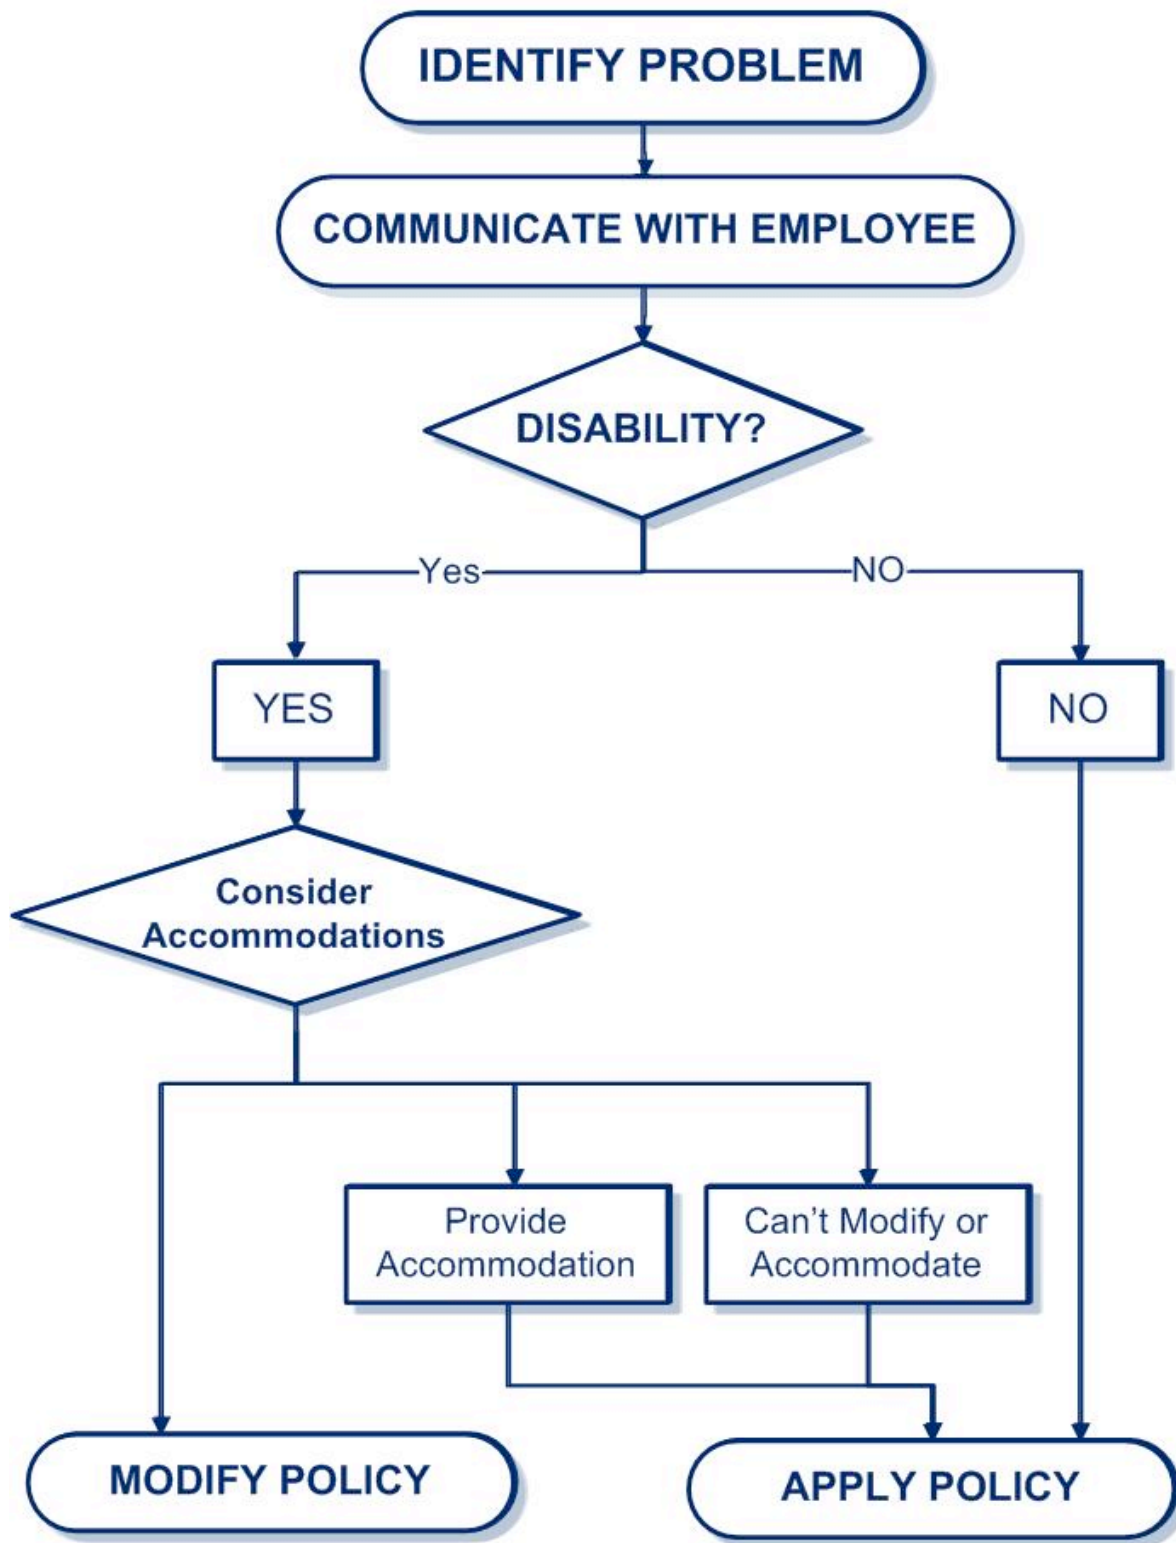 IDENTIFY PROBLEM
COMMUNICATE WITH EMPLOYEE
DISABILITY?
Yes
NO
YES
NO
Consider
Accommodations
Provide
Accommodation
Can't Modify or
Accommodate
MODIFY POLICY
APPLY POLICY